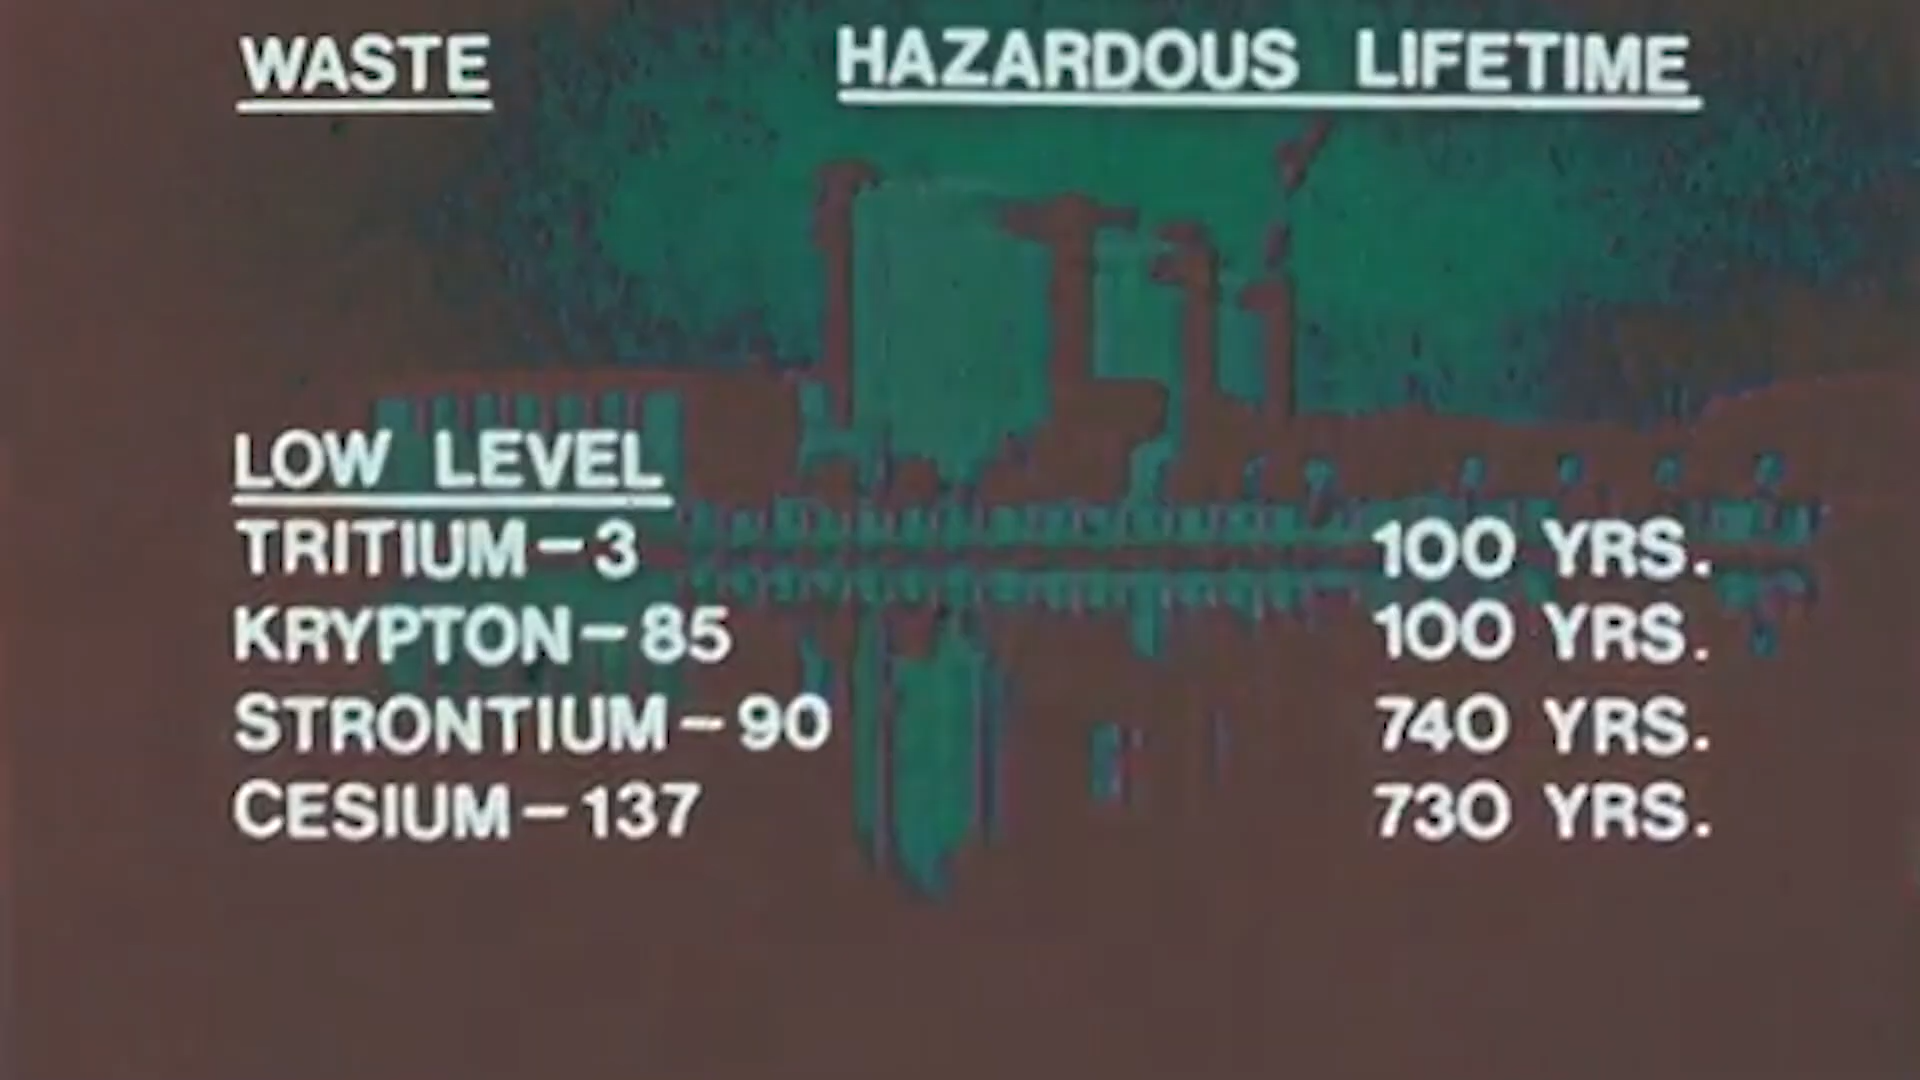 WASTE HAZARDOUS LIFETIME
LOW LEVEL
TRITIUM-3 100 YRS.
KRYPTON-85 100 YRS.
STRONTIUM-90 740 YRS.
CESIUM-137 730 YRS.